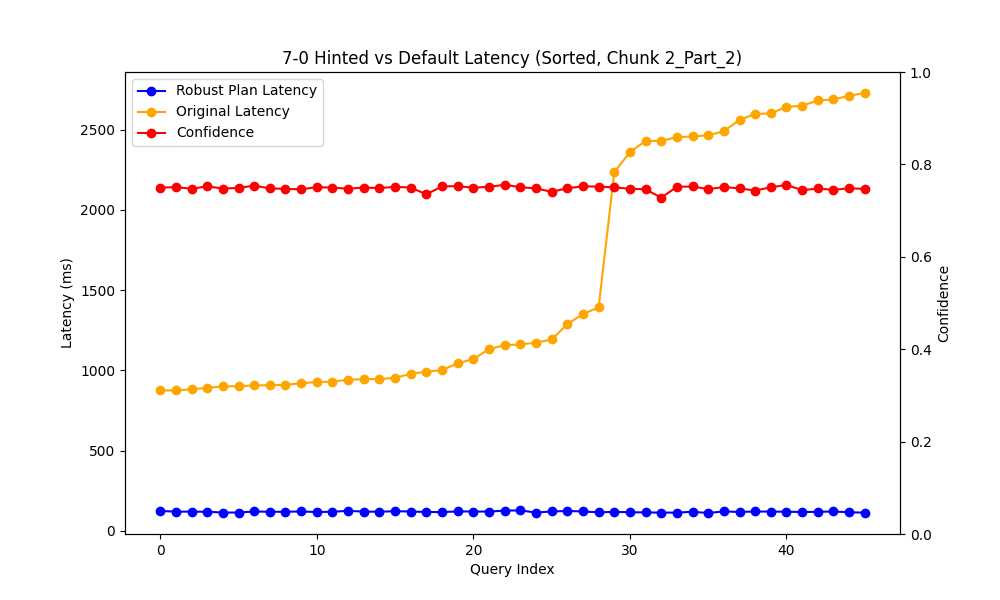 7-0 Hinted vs Default Latency (Sorted, Chunk 2_Part_2)
Robust Plan Latency
Original Latency
Confidence
Latency (ms)
2500
2000
1500
1000
500
0
0 10 20 30 40
Query Index
1.0
0.8
0.6
0.4
0.2
0.0
Confidence